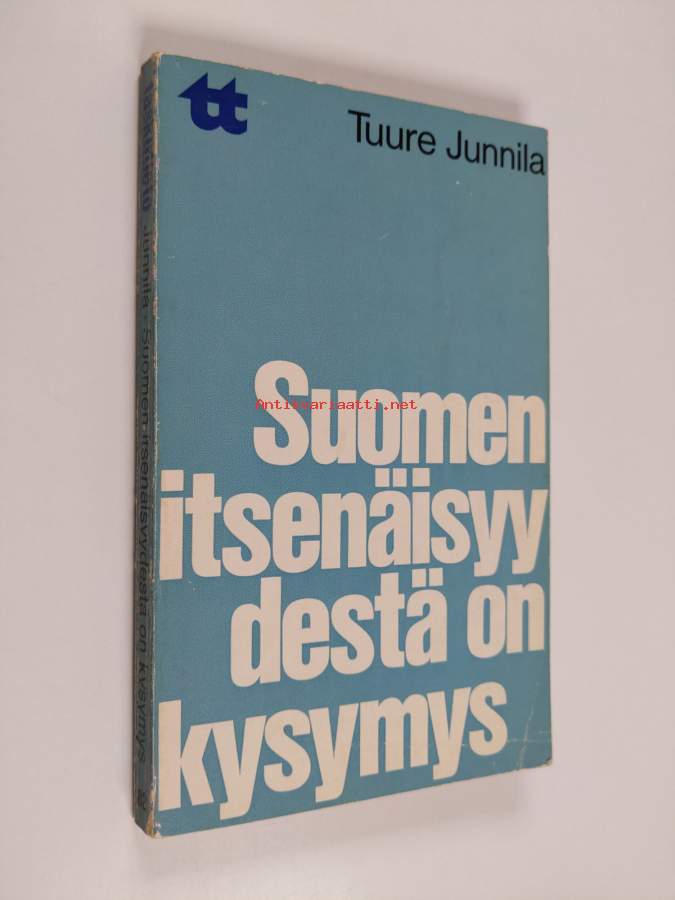 tt
Tuure Junnila
Suomen
Antikvariaatti.net
itsenäisyy
destä on
kysymys
Junnila • Suomen itsenäisyydestä on kysymys